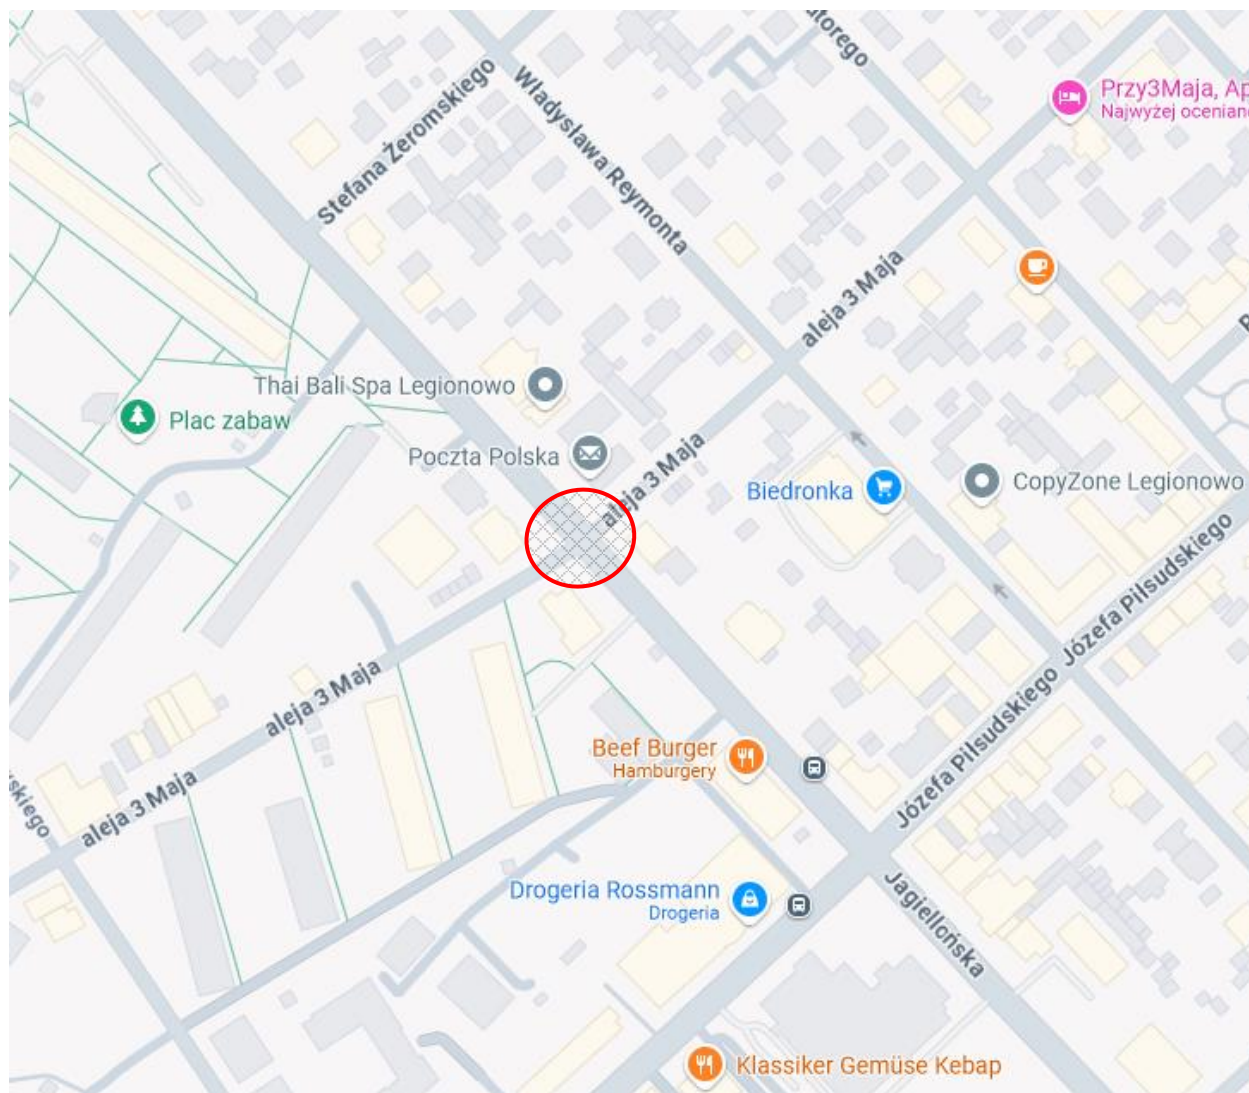 Stefana Żeromskiego
Władysława Reymonta
Przy3Maja, Ap
Najwyżej ocenian
aleja 3 Maja
Thai Bali Spa Legionowo
Plac zabaw
Poczta Polska
aleja 3 Maja
Biedronka
CopyZone Legionowo
Józefa Piłsudskiego
aleja 3 Maja
Józefa Piłsudskiego
Beef Burger
Hamburgery
aleja 3 Maja
skiego
Drogeria Rossmann
Drogeria
Jagiellońska
Klassiker Gemüse Kebap